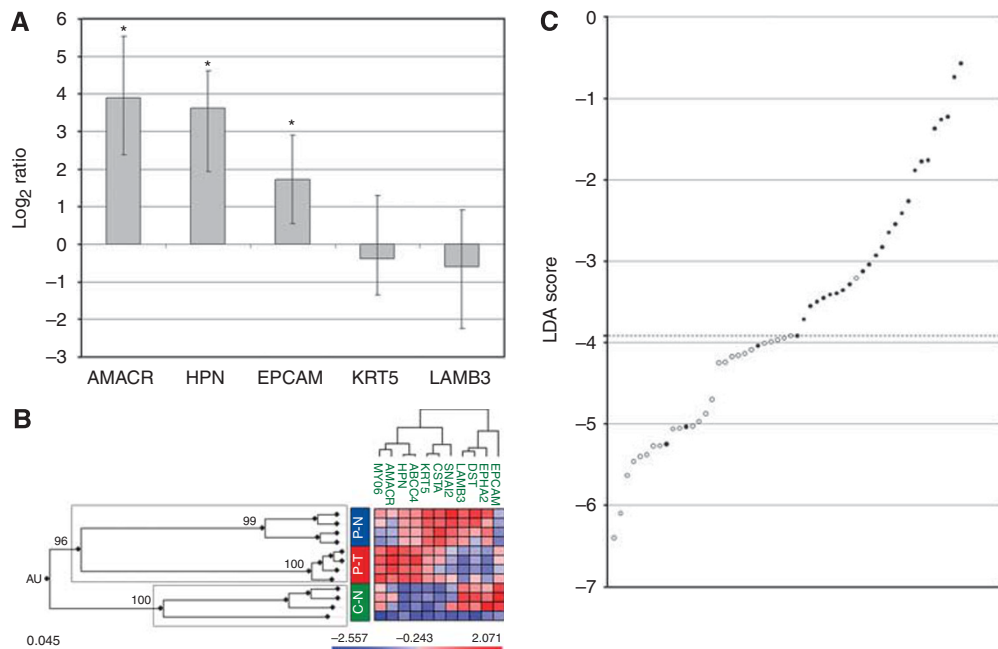 A
6
5
4
3
2
1
0
−1
−2
−3
Log2 ratio
*
*
*
AMACR HPN EPCAM KRT5 LAMB3
B
MY06 AMACR HPN ABCC4 KRT5 CSTA SNAI2 LAMB3 DST EPHA2 EPCAM
99
96
100
AU
100
P-N
P-T
C-N
0.045
−2.557 −0.243 2.071
C
0
−1
−2
−3
−4
−5
−6
−7
LDA score